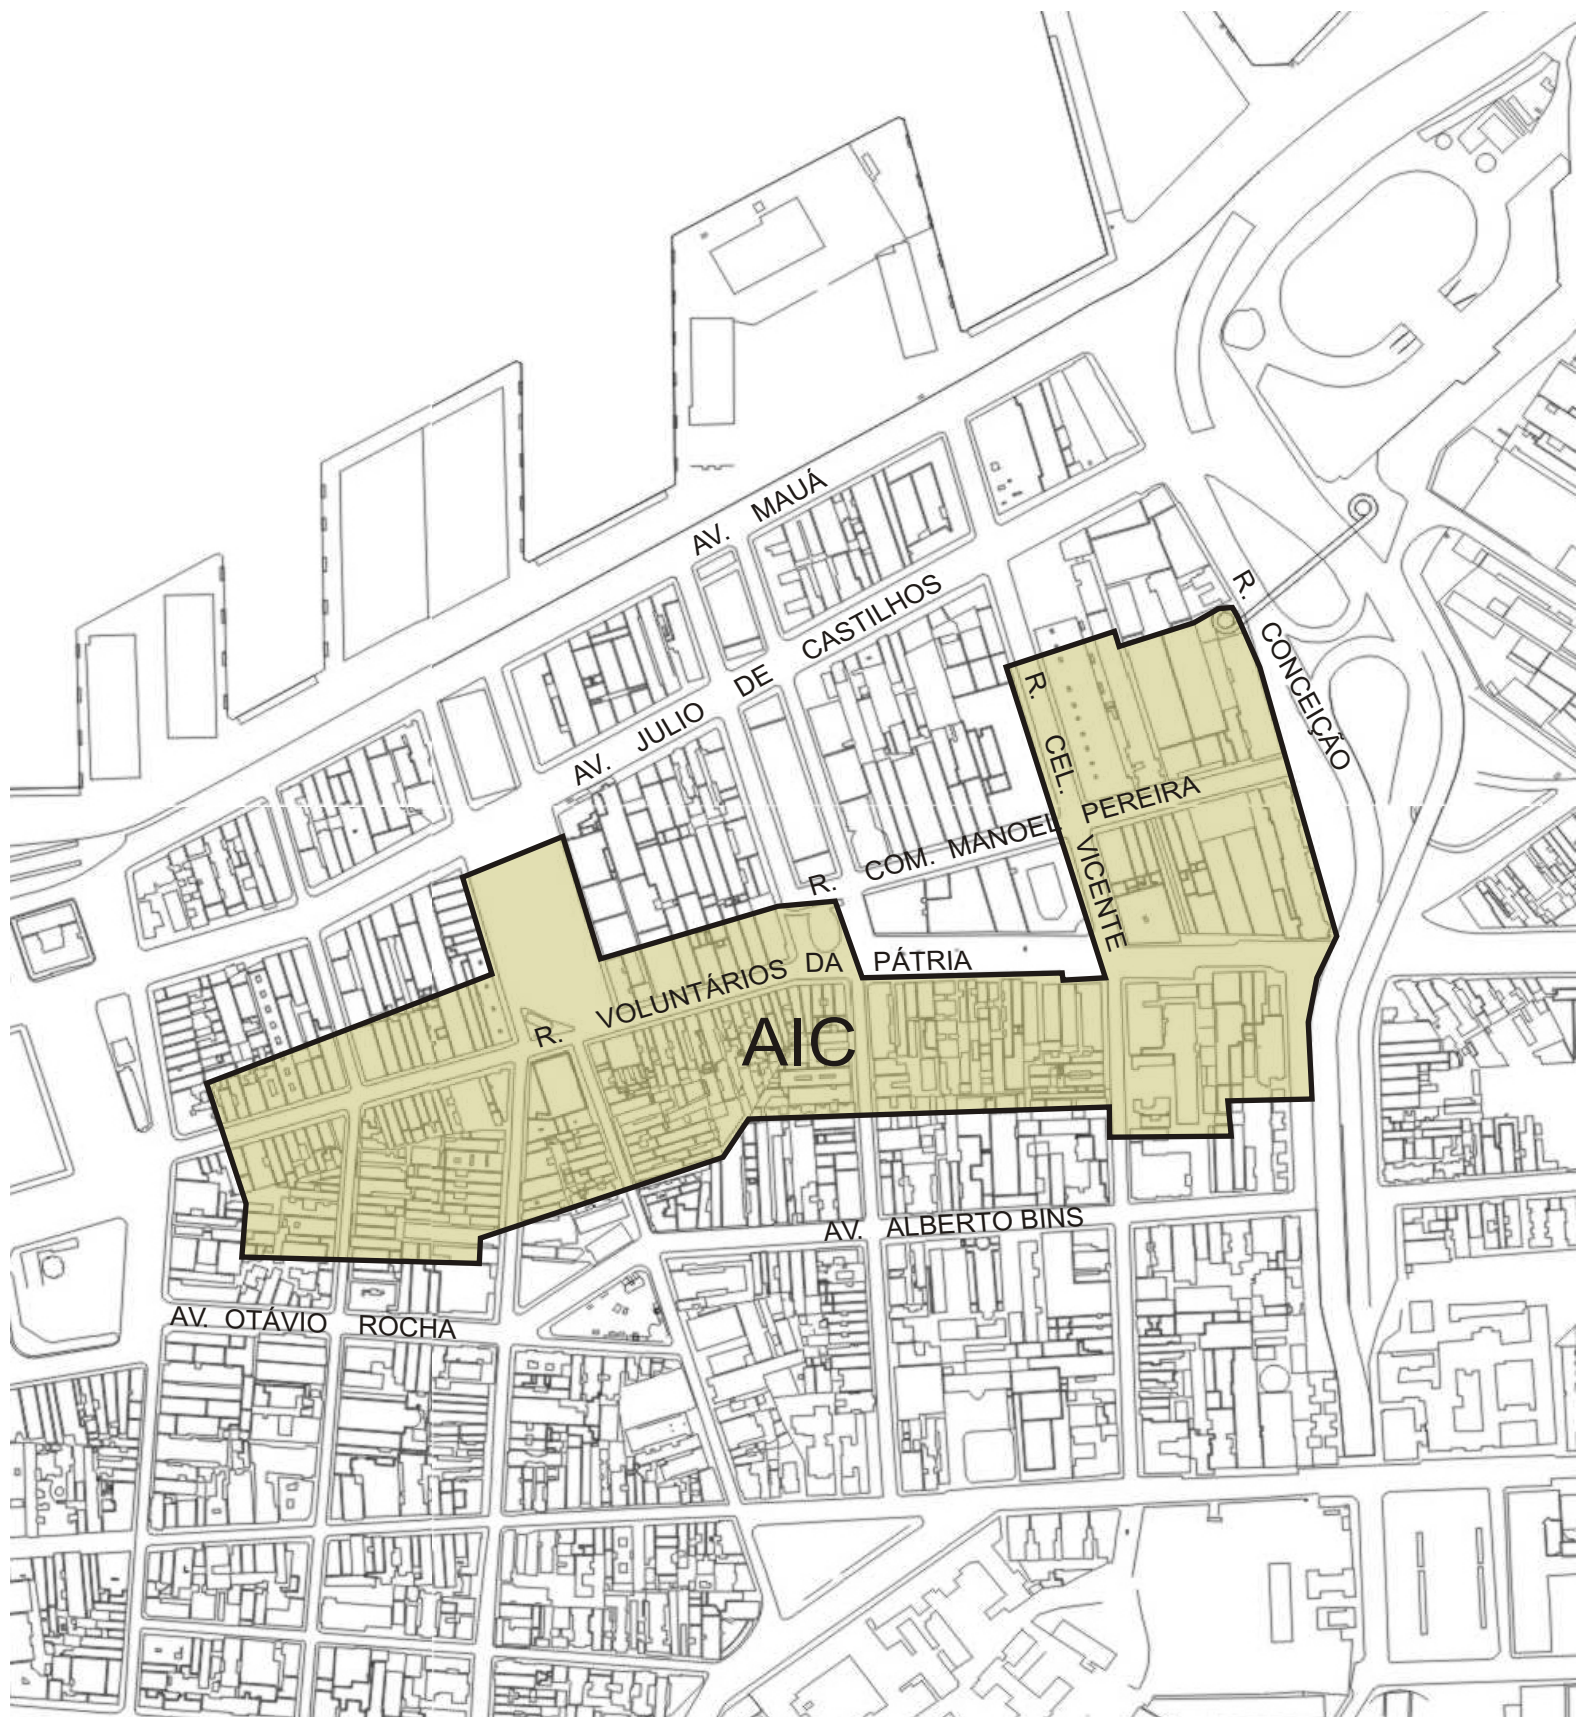 AV. MAUÁ
AV. JULIO DE CASTILHOS
R. CONCEIÇÃO
R. CEL. VICENTE
R. COM. MANOEL PEREIRA
R. VOLUNTÁRIOS DA PÁTRIA
AIC
AV. ALBERTO BINS
AV. OTÁVIO ROCHA